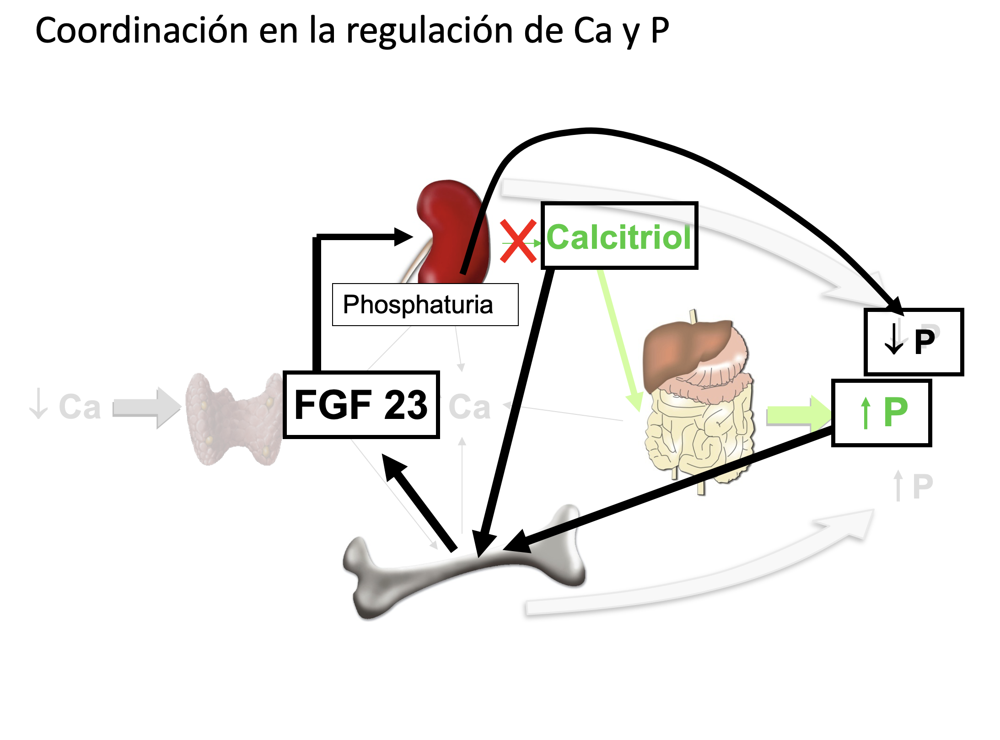 Coordinación en la regulación de Ca y P
Calcitriol
Phosphaturia
↓ P
↓ P
↓ Ca
FGF 23
Ca
↑ P
↑ P